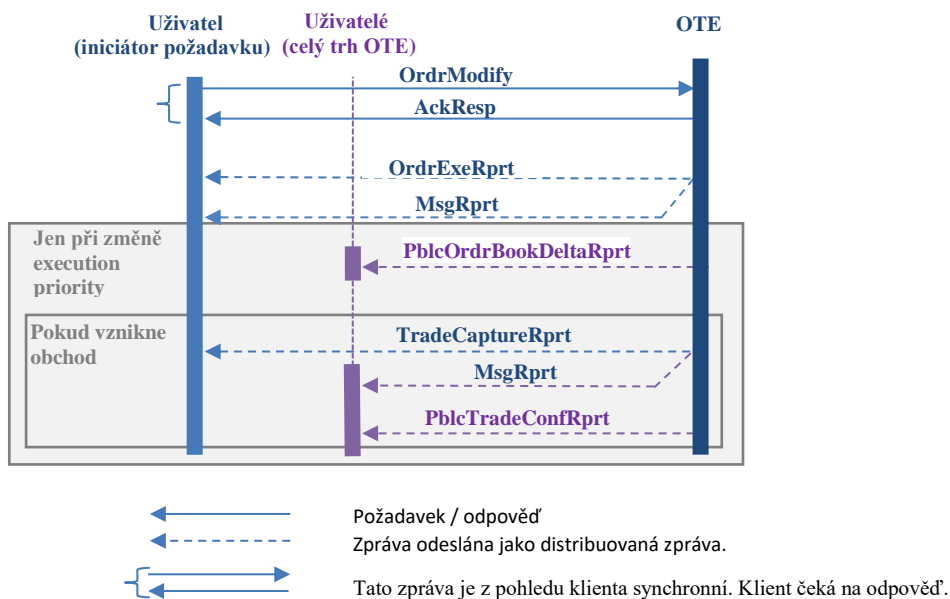 Uživatel
(iniciátor požadavku)
Uživatelé
(celý trh OTE)
OTE
OrdrModify
AckResp
OrdrExeRprt
MsgRprt
Jen při změně
execution
priority
PblcOrdrBookDeltaRprt
Pokud vznikne
obchod
TradeCaptureRprt
MsgRprt
PblcTradeConfRprt
Požadavek / odpověď
Zpráva odeslána jako distribuovaná zpráva.
Tato zpráva je z pohledu klienta synchronní. Klient čeká na odpověď.